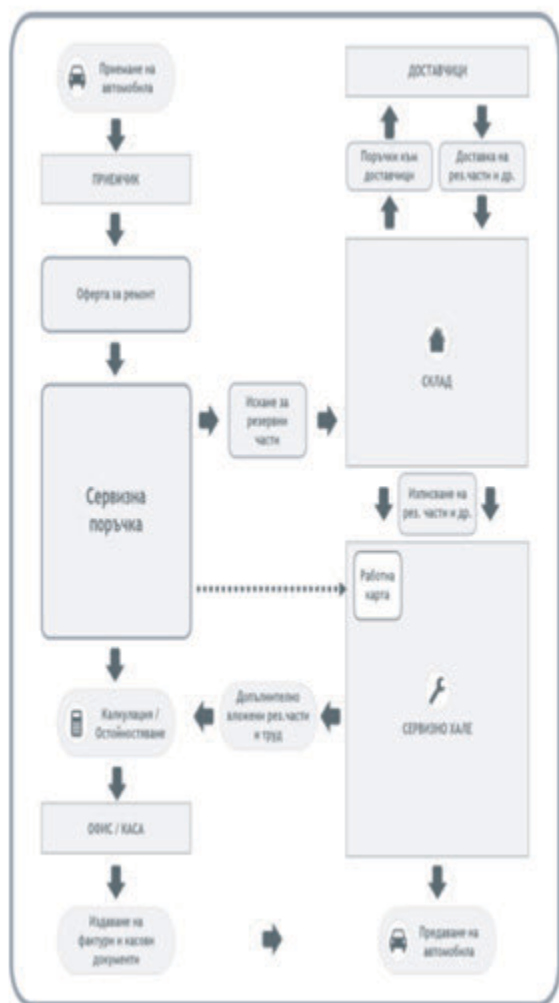 Приемане на
автомобила
ПРИЕМЧИК
Оферта за ремонт
Сервизна
поръчка
Искане за
резервни
части
ДОСТАВЧИЦИ
Поръчки към
доставчици
Доставка на
рез.части и др.
СКЛАД
Изписване на
рез. части и др.
Работна
карта
СЕРВИЗНО ХАЛЕ
Допълнително
вложени рез.части
и труд
Калкулация /
Остойностяване
ОФИС / КАСА
Издаване на
фактури и касови
документи
Предаване на
автомобила